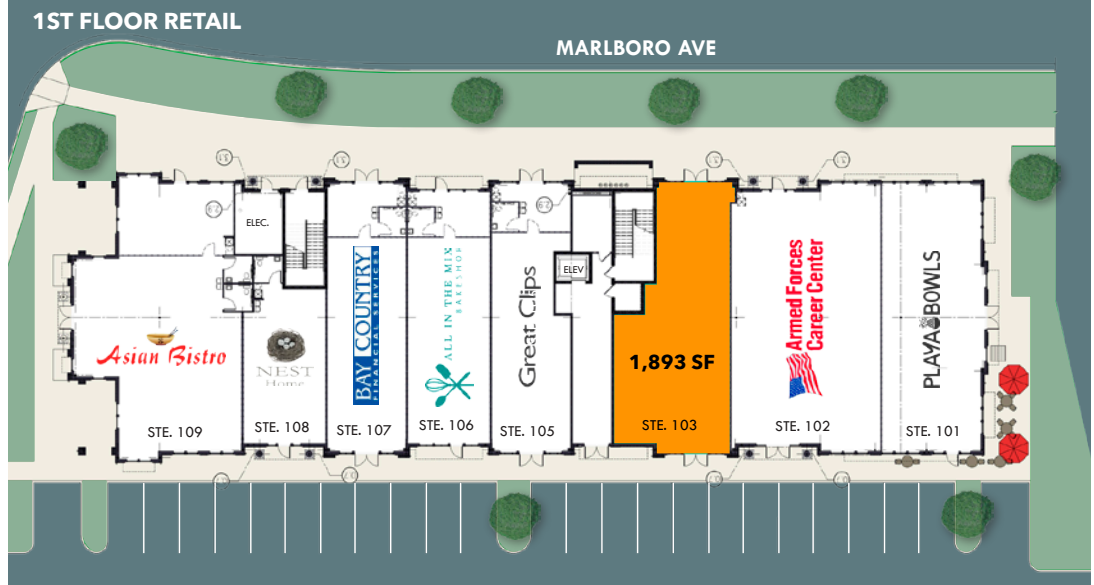 1ST FLOOR RETAIL
MARLBORO AVE
ELEC.
ELEV
Asian Bistro
NEST
Home
BAY COUNTRY
FINANCIAL SERVICES
ALL IN THE MIX
BAKESHOP
Great Clips
1,893 SF
Armed Forces
Career Center
PLAYA BOWLS
STE. 109
STE. 108
STE. 107
STE. 106
STE. 105
STE. 103
STE. 102
STE. 101